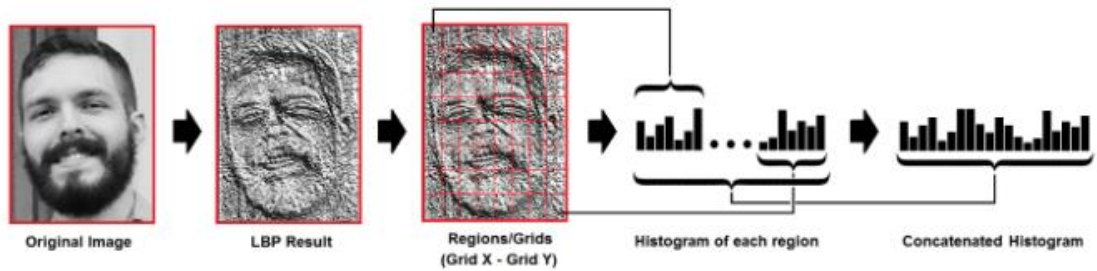 Original Image
LBP Result
Regions/Grids
(Grid X - Grid Y)
Histogram of each region
Concatenated Histogram